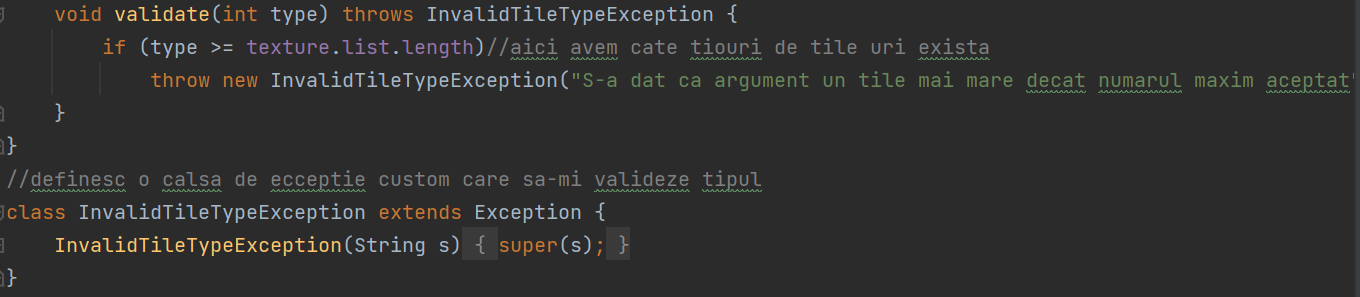 void validate(int type) throws InvalidTileTypeException {
if (type >= texture.list.length)//aici avem cate tiouri de tile uri exista
throw new InvalidTileTypeException("S-a dat ca argument un tile mai mare decat numarul maxim aceptat"
}
}
//definesc o calsa de ecceptie custom care sa-mi valideze tipul
class InvalidTileTypeException extends Exception {
InvalidTileTypeException(String s) { super(s); }
}